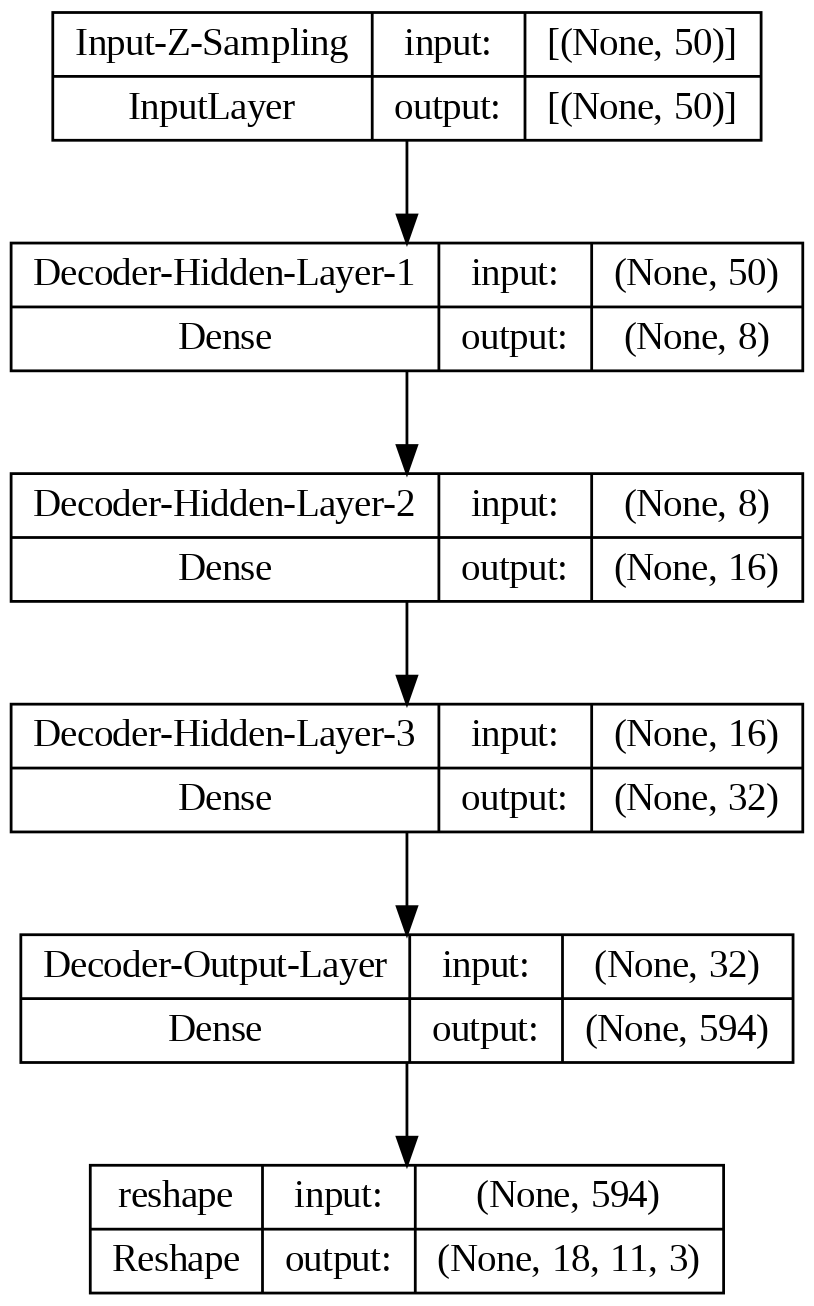 Input-Z-Sampling input: [(None, 50)]
InputLayer output: [(None, 50)]
Decoder-Hidden-Layer-1 input: (None, 50)
Dense output: (None, 8)
Decoder-Hidden-Layer-2 input: (None, 8)
Dense output: (None, 16)
Decoder-Hidden-Layer-3 input: (None, 16)
Dense output: (None, 32)
Decoder-Output-Layer input: (None, 32)
Dense output: (None, 594)
reshape input: (None, 594)
Reshape output: (None, 18, 11, 3)